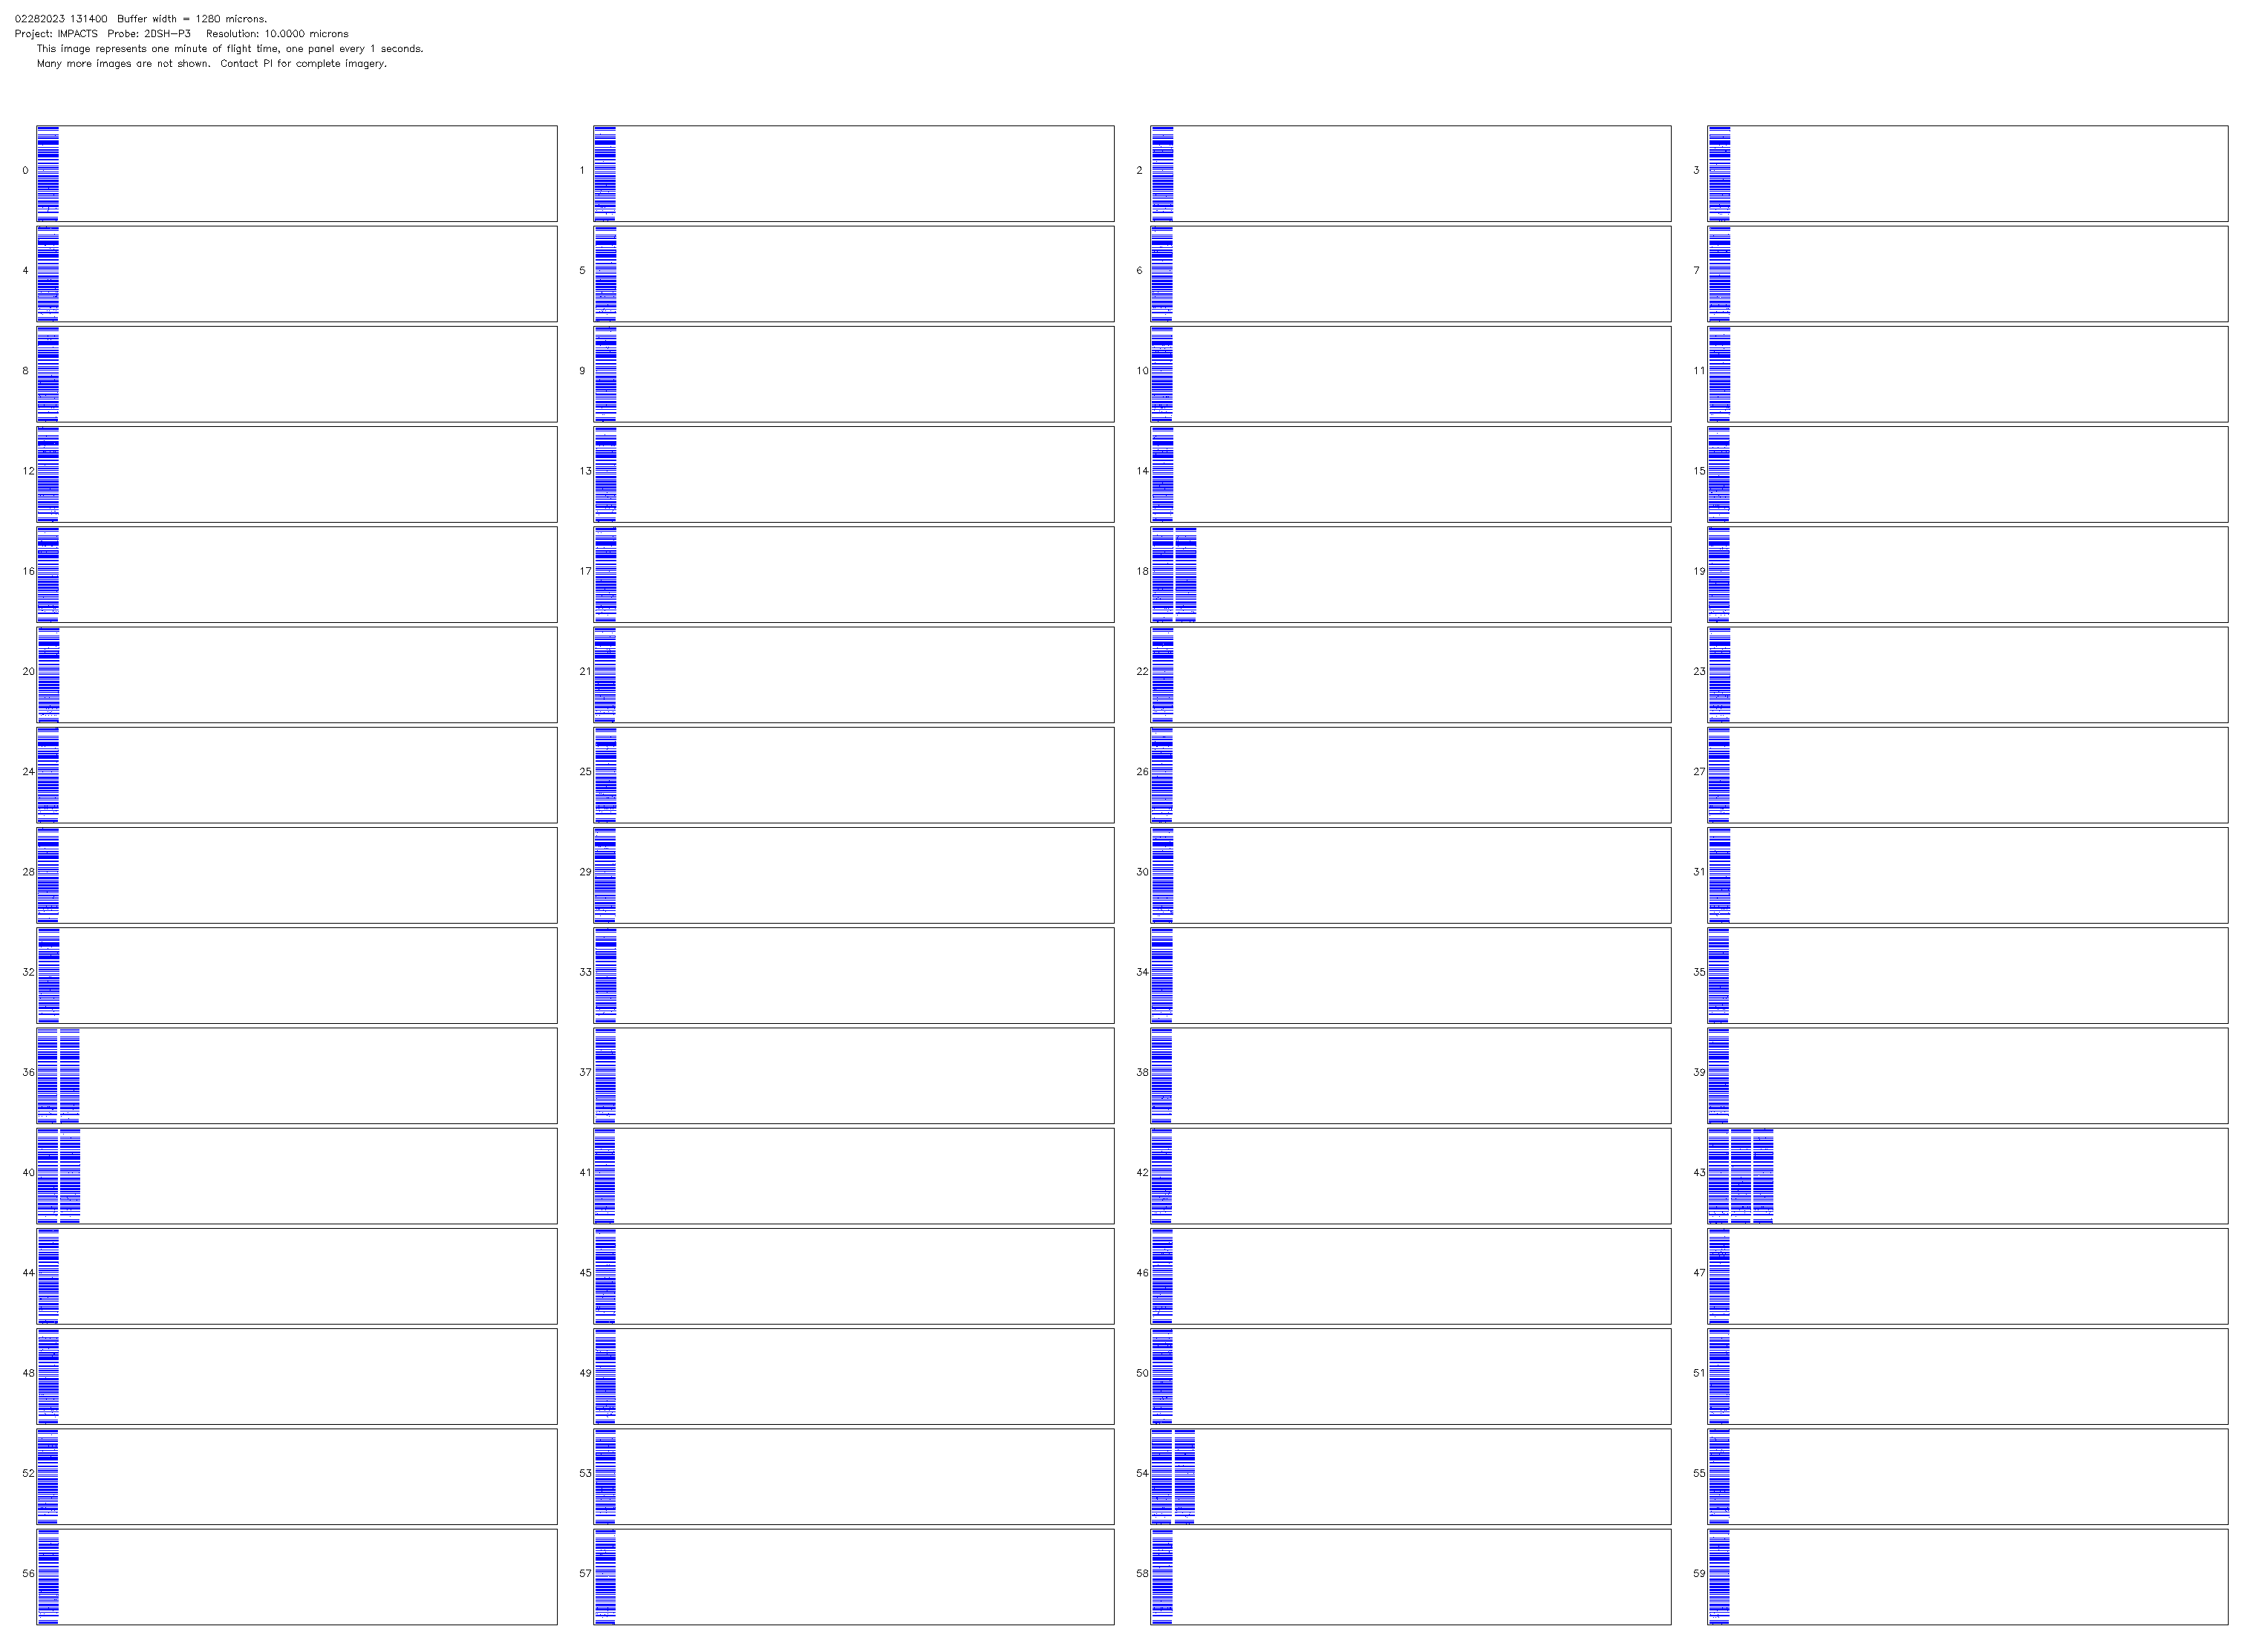 02282023 131400  Buffer width = 1280 microns.
Project: IMPACTS  Probe: 2DSH-P3    Resolution: 10.0000 microns
This image represents one minute of flight time, one panel every 1 seconds.
Many more images are not shown.  Contact PI for complete imagery.
0 1 2 3
4 5 6 7
8 9 10 11
12 13 14 15
16 17 18 19
20 21 22 23
24 25 26 27
28 29 30 31
32 33 34 35
36 37 38 39
40 41 42 43
44 45 46 47
48 49 50 51
52 53 54 55
56 57 58 59